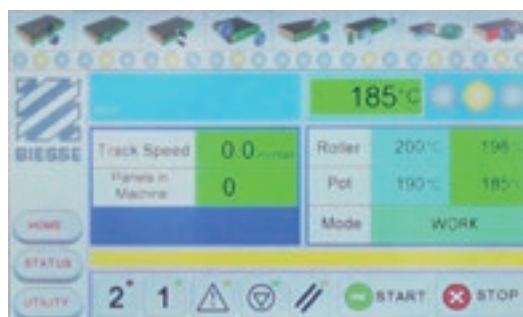 185°C
BIESSE
Track Speed 0.0
Panels in Machine 0
Roller 200°C 198
Pot 190°C 185°
Mode WORK
HOME
STATUS
UTILITY
2 1 START STOP